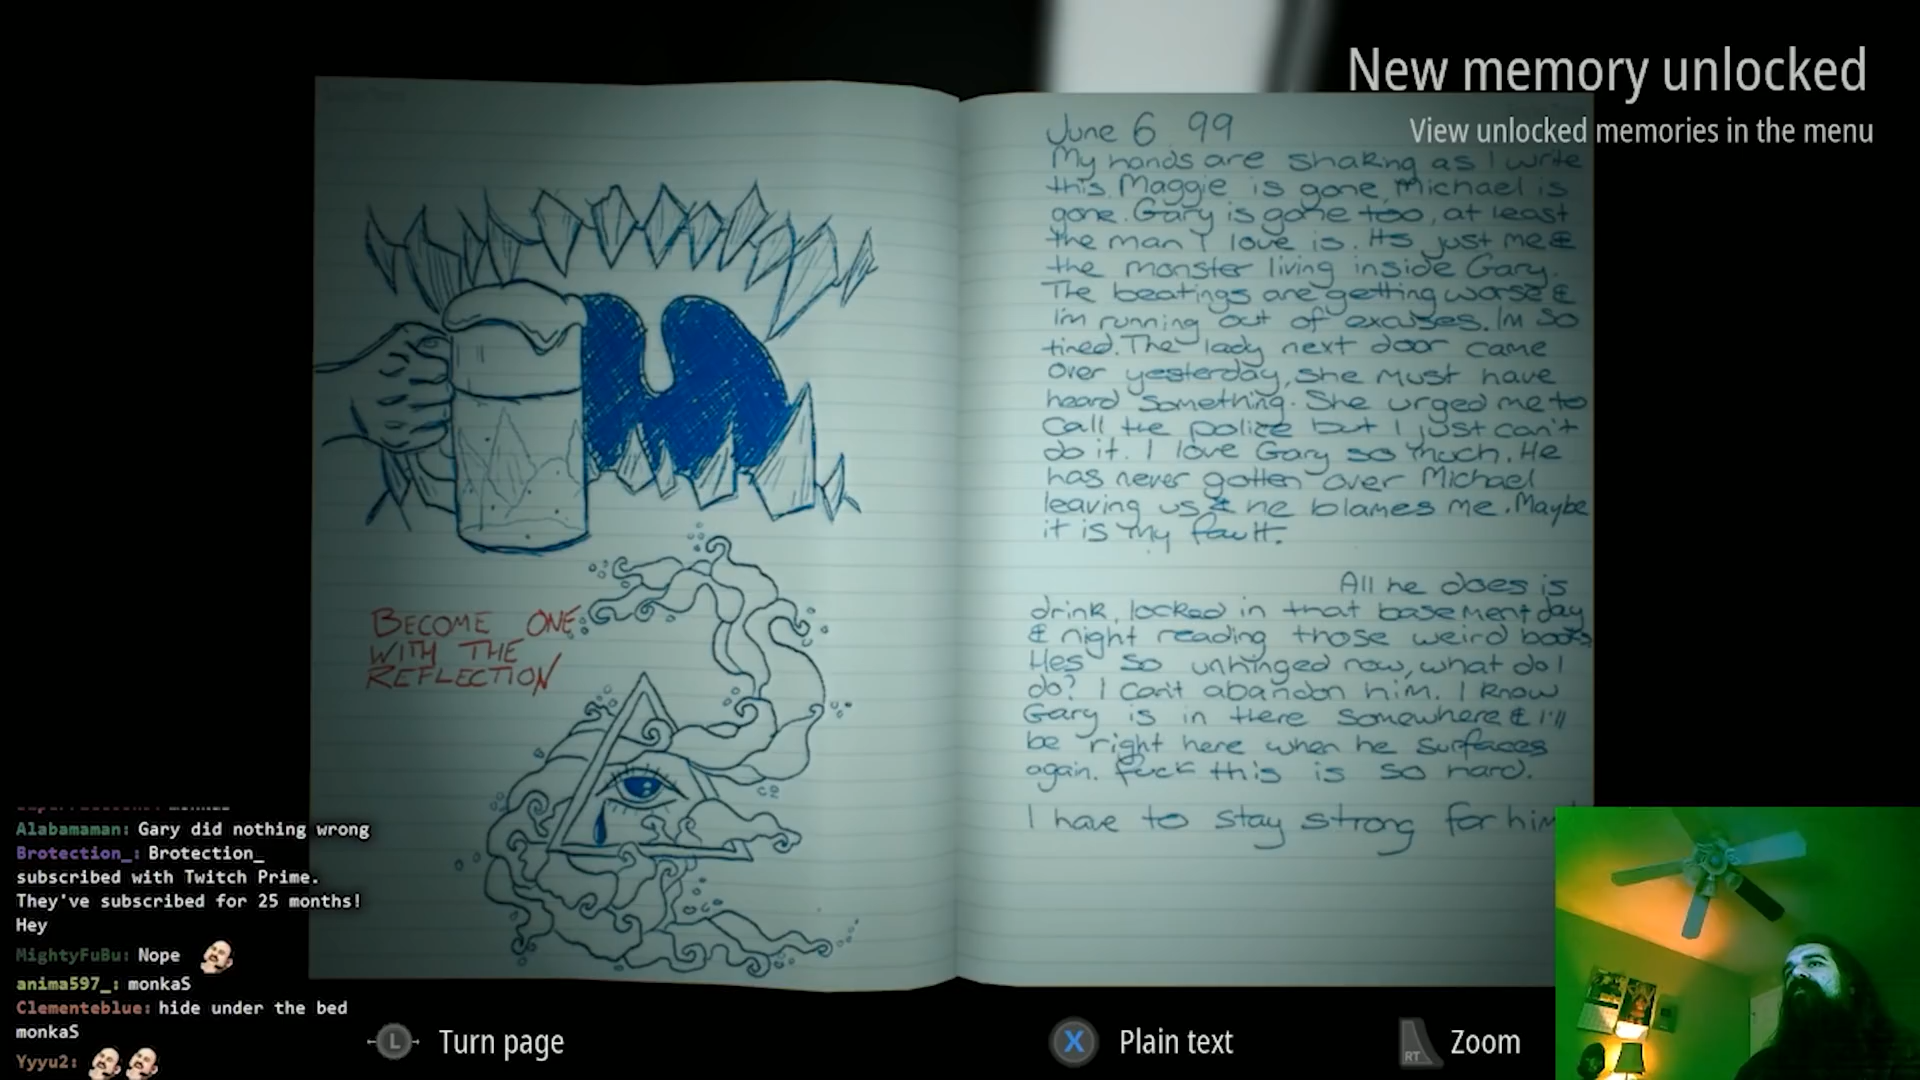 New memory unlocked
View unlocked memories in the menu
June 6 99
My hands are shaking as I write
this. Maggie is gone, Michael is
gone. Gary is gone too, at least
the man I love is. Its just me &
the monster living inside Gary.
The beatings are getting worse &
I'm running out of excuses. Im so
tired. The lady next door came
over yesterday, she must have
heard something. She urged me to
call the police but I just can't
do it. I love Gary so much. He
has never gotten over Michael
leaving us & he blames me. Maybe
it is my fault.
All he does is
drink, locked in that basement day
& night reading those weird books
Hes so unhinged now, what do I
do? I can't abandon him. I know
Gary is in there somewhere & I'll
be right here when he surfaces
again. Fuck this is so hard.
I have to stay strong for him
BECOME ONE
WITH THE
REFLECTION
Alabamaman: Gary did nothing wrong
Brotection_: Brotection_
subscribed with Twitch Prime.
They've subscribed for 25 months!
Hey
MightyFuBu: Nope
anima597_: monkaS
Clementeblue: hide under the bed
monkaS
Yyyu2:
L Turn page
X Plain text
RT Zoom